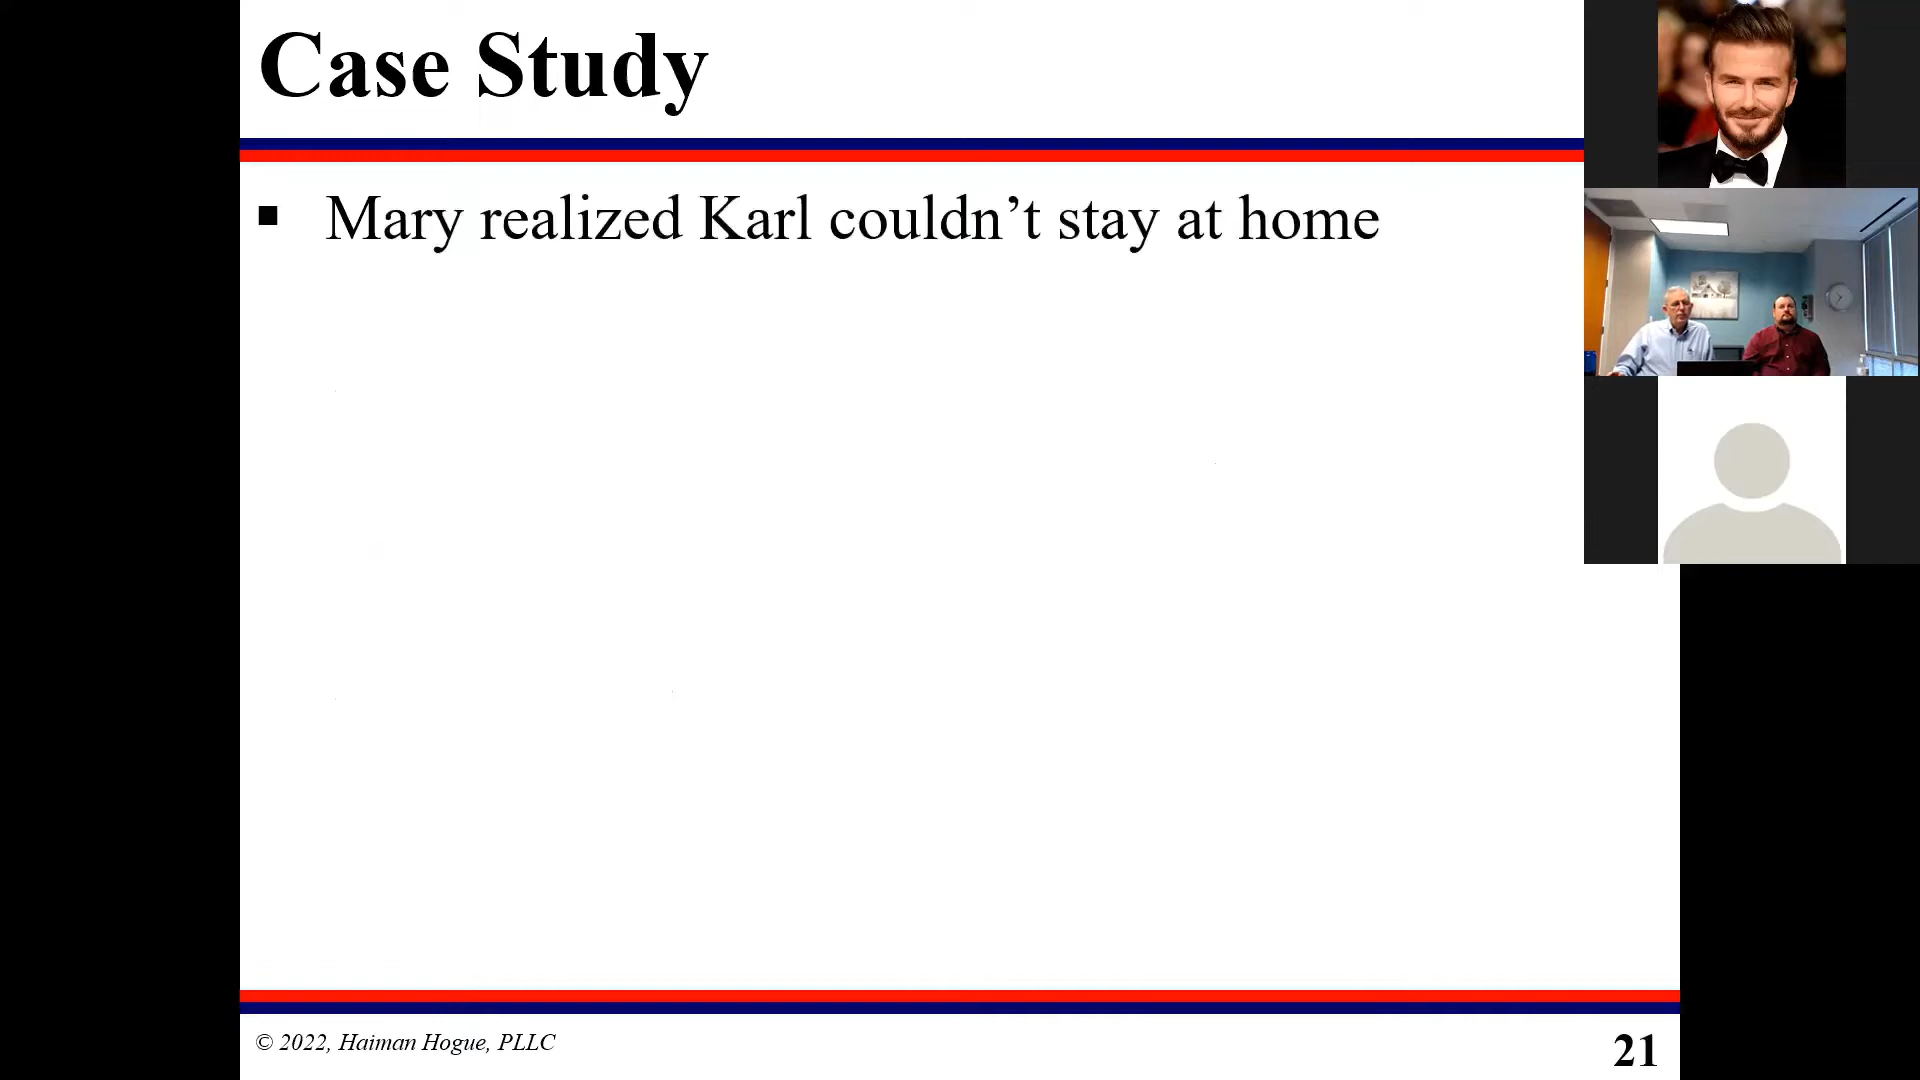 Case Study
▪ Mary realized Karl couldn’t stay at home
© 2022, Haiman Hogue, PLLC
21